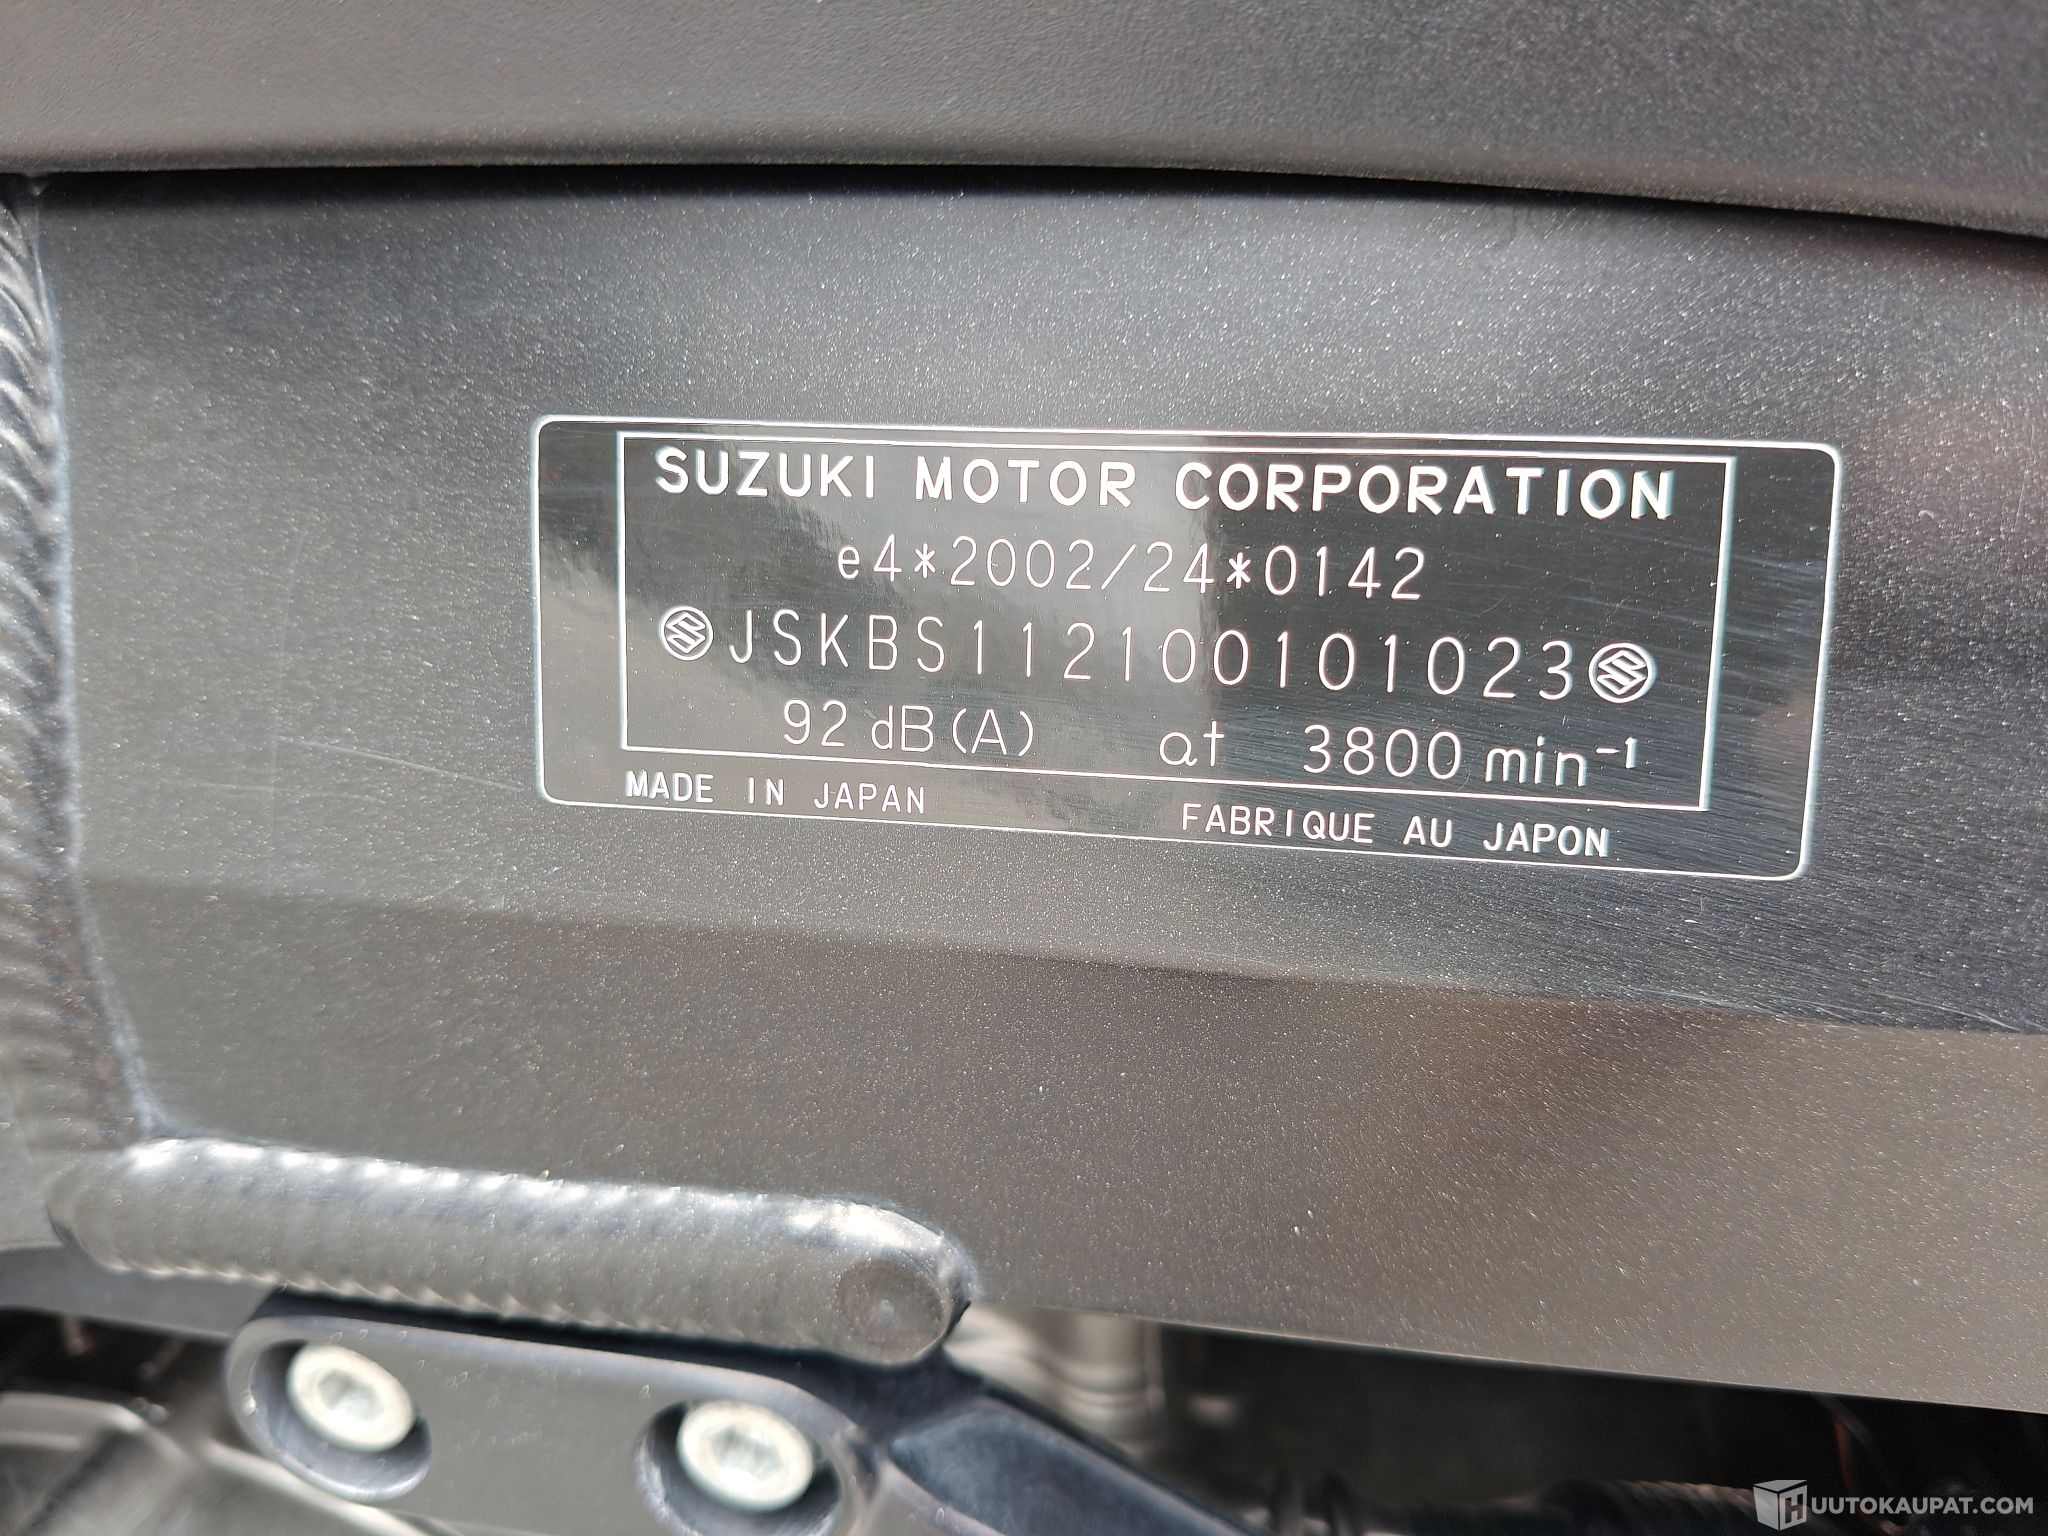 SUZUKI MOTOR CORPORATION
e4*2002/24*0142
JSKBS112100101023
92 dB(A) at 3800 min⁻¹
MADE IN JAPAN FABRIQUE AU JAPON
HUUTOKAUPAT.COM